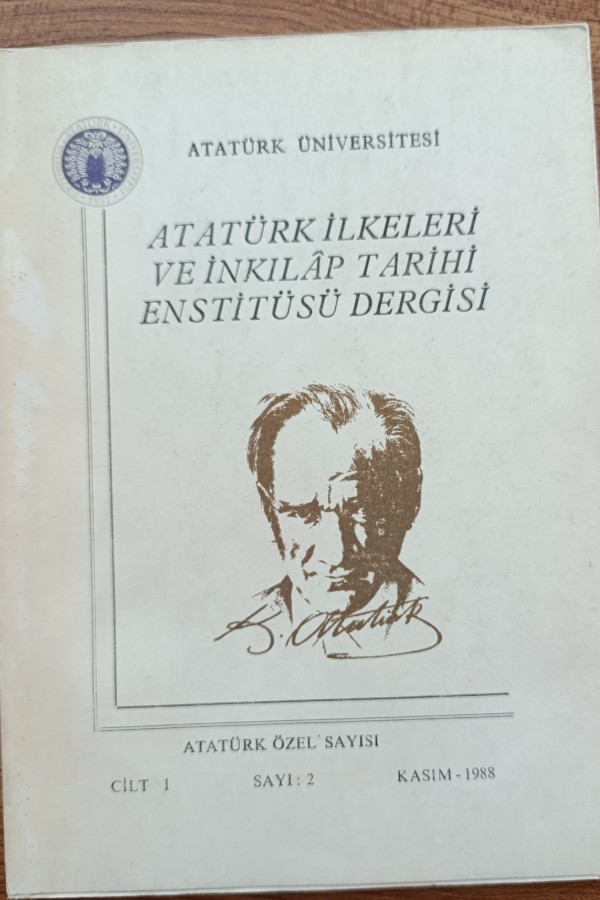 ATATÜRK ÜNİVERSİTESİ
ATATÜRK İLKELERİ
VE İNKILÂP TARİHİ
ENSTİTÜSÜ DERGİSİ
K. Atatürk
ATATÜRK ÖZEL SAYISI
CİLT 1 SAYI : 2 KASIM - 1988